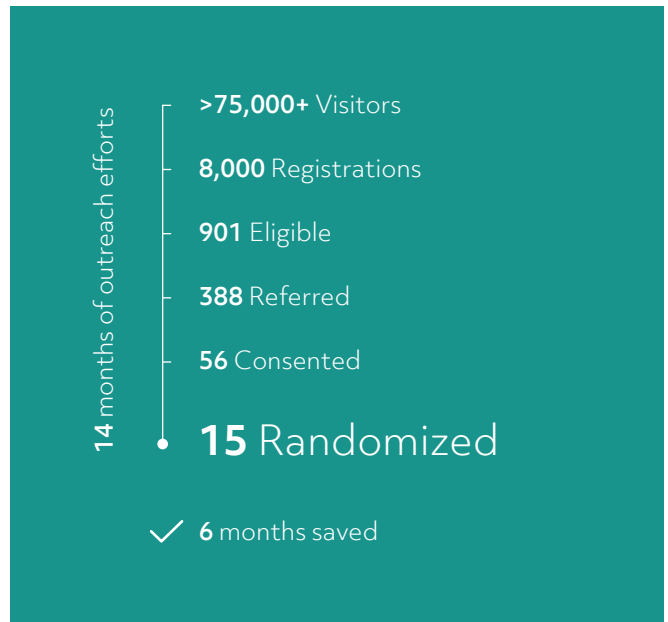 14 months of outreach efforts
>75,000+ Visitors
8,000 Registrations
901 Eligible
388 Referred
56 Consented
15 Randomized
6 months saved